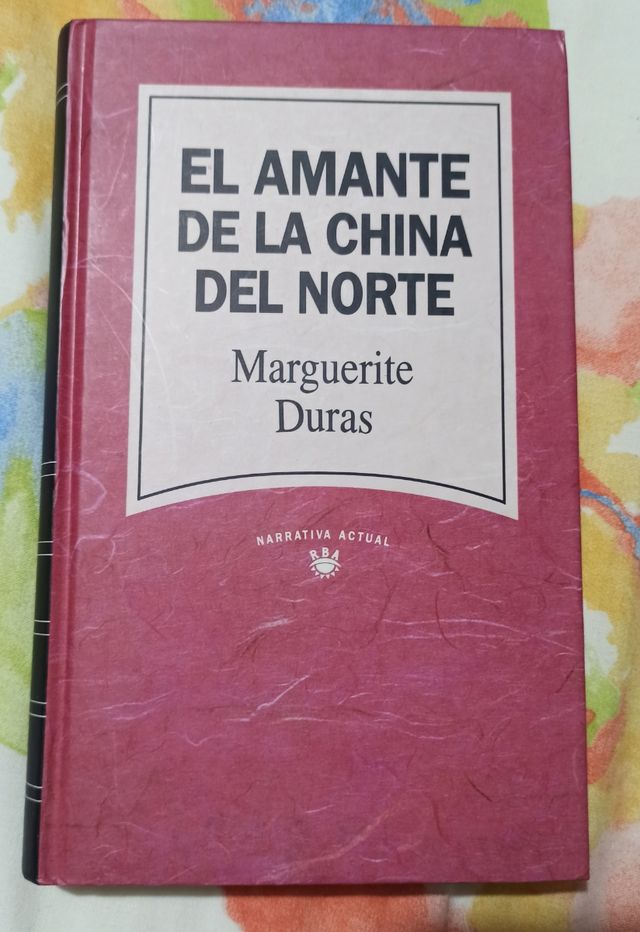 EL AMANTE
DE LA CHINA
DEL NORTE
Marguerite
Duras
NARRATIVA ACTUAL
RBA